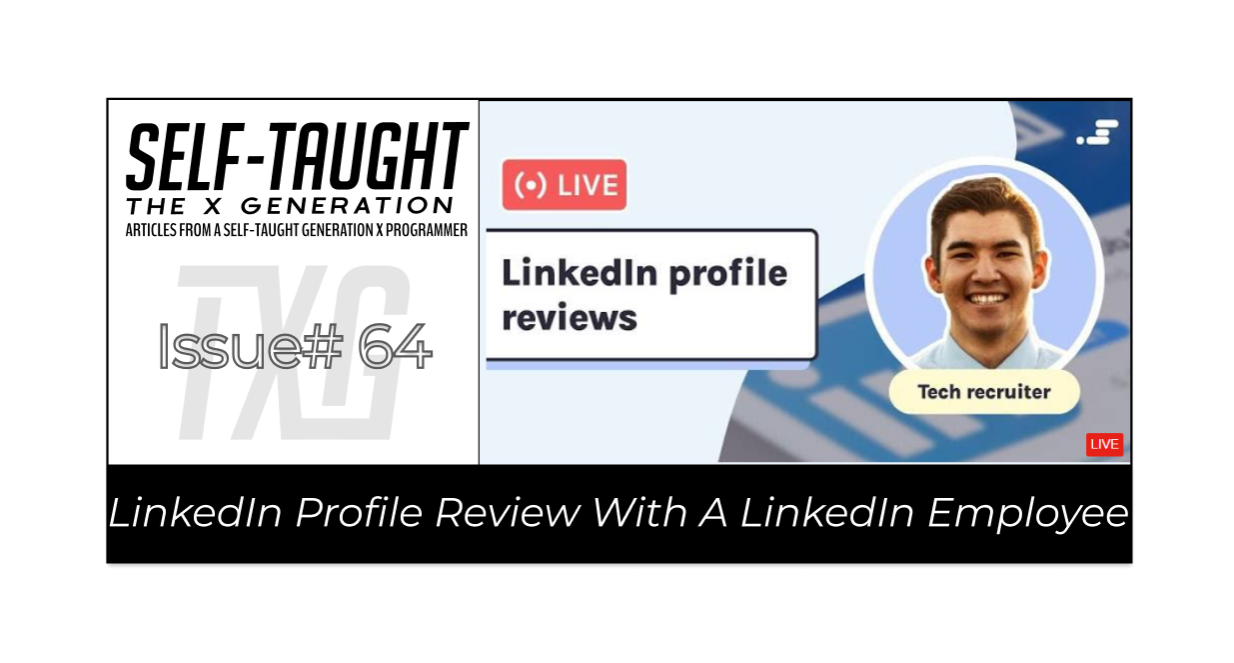 SELF-TAUGHT
THE X GENERATION
ARTICLES FROM A SELF-TAUGHT GENERATION X PROGRAMMER
TXG
Issue# 64
LIVE
LinkedIn profile
reviews
Tech recruiter
in
LIVE
LinkedIn Profile Review With A LinkedIn Employee